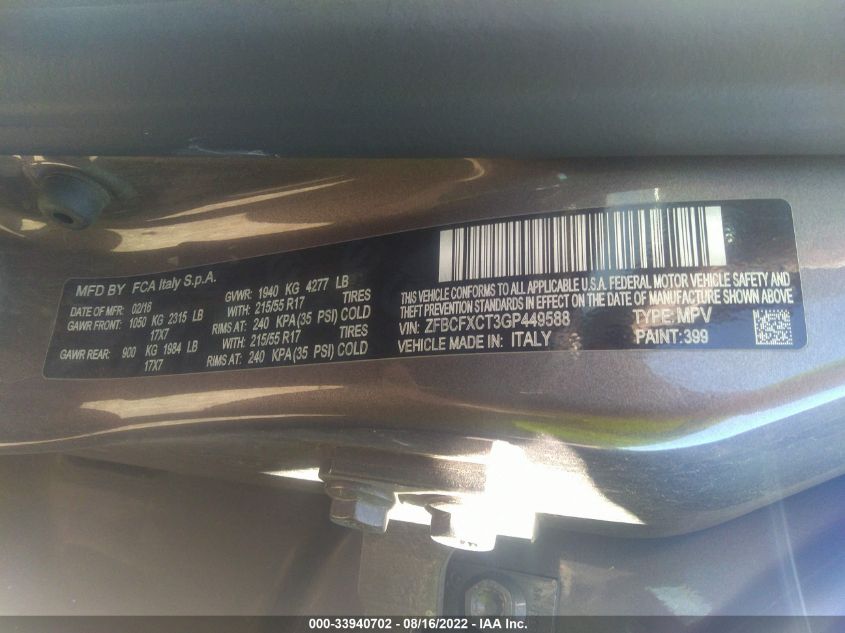 MFD BY FCA Italy S.p.A.
DATE OF MFR: 02/16 GVWR: 1940 KG 4277 LB
GAWR FRONT: 1050 KG 2315 LB WITH: 215/55 R17 TIRES
17X7 RIMS AT: 240 KPA(35 PSI) COLD
GAWR REAR: 900 KG 1984 LB WITH: 215/55 R17 TIRES
17X7 RIMS AT: 240 KPA(35 PSI) COLD
THIS VEHICLE CONFORMS TO ALL APPLICABLE U.S.A. FEDERAL MOTOR VEHICLE SAFETY AND
THEFT PREVENTION STANDARDS IN EFFECT ON THE DATE OF MANUFACTURE SHOWN ABOVE
VIN: ZFBCFXCT3GP449588 TYPE: MPV
VEHICLE MADE IN: ITALY PAINT:399
000-33940702 - 08/16/2022 - IAA Inc.